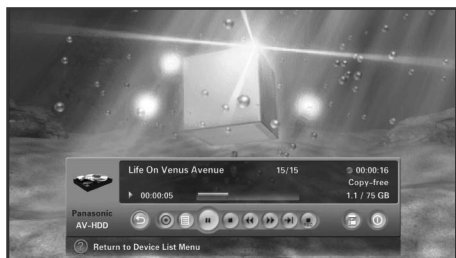 Life On Venus Avenue 15/15 00:00:16
Copy-free
00:00:05 1.1 / 75 GB
Panasonic
AV-HDD
Return to Device List Menu